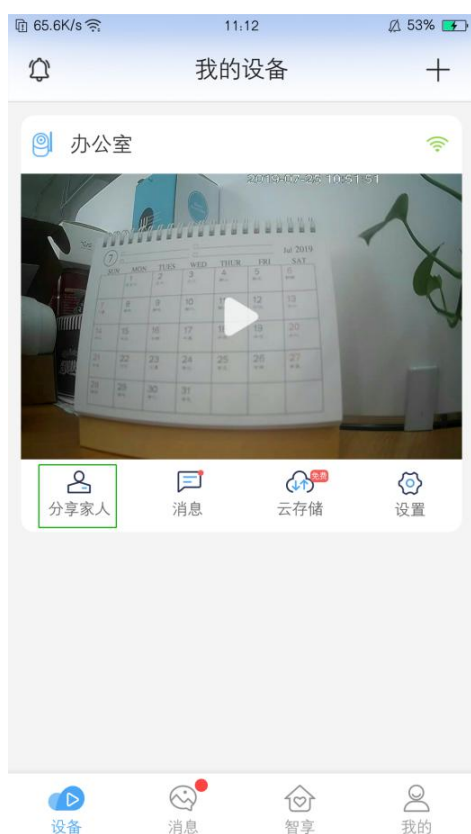 65.6K/s 11:12 53%
我的设备
办公室
2019-07-25 10:51:51
7 Jul 2019
SUN MON TUES WED THUR FRI SAT
1 2 3 4 5 6
7 8 9 10 11 12 13
14 15 16 17 18 19 20
21 22 23 24 25 26 27
28 29 30 31
免费
分享家人 消息 云存储 设置
设备 消息 智享 我的